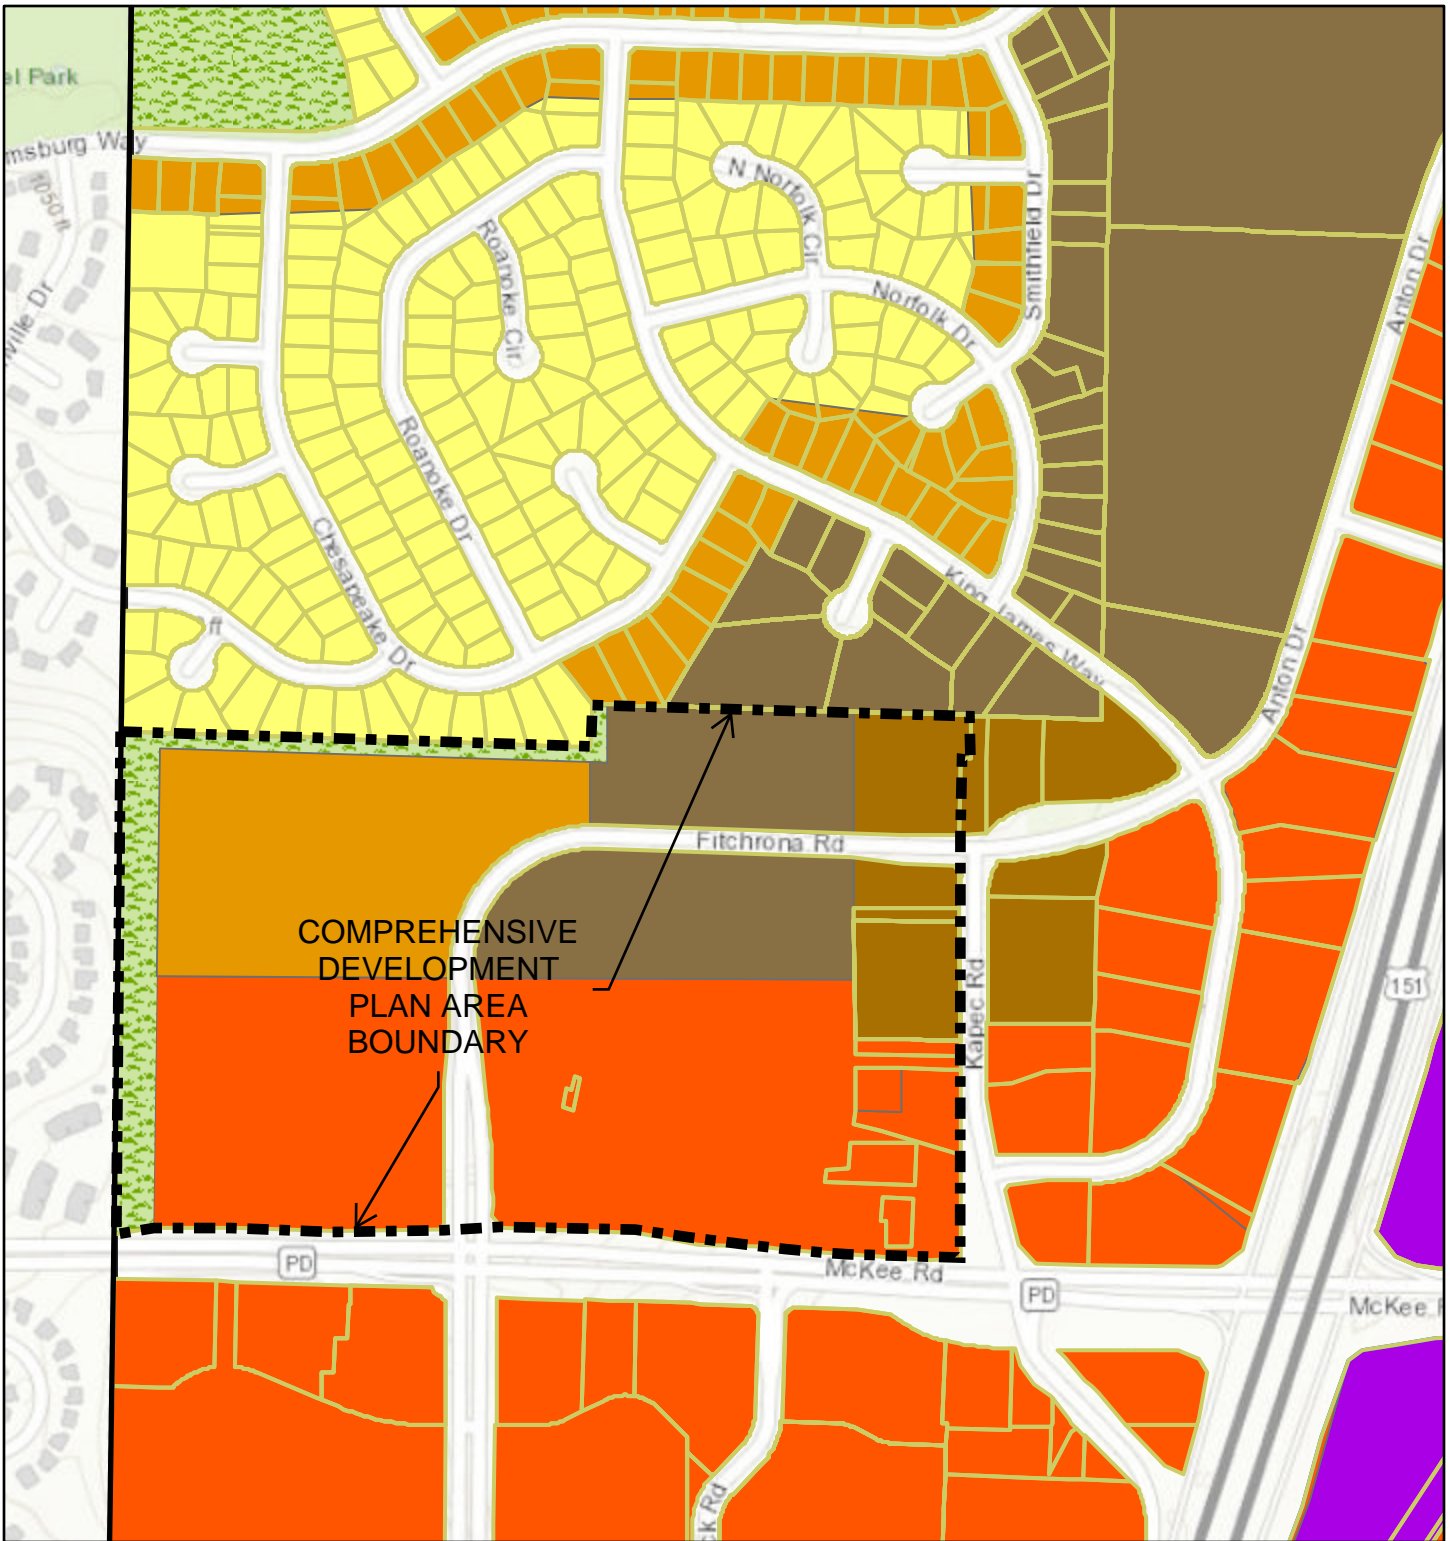 el Park
msburg Way
1050 ft
ville Dr
N Norfolk Cir
Roanoke Cir
Smithfield Dr
Norfolk Dr
Anton Dr
Roanoke Dr
Chesapeake Dr
King James Way
ff
Anton Dr
Fitchrona Rd
COMPREHENSIVE
DEVELOPMENT
PLAN AREA
BOUNDARY
Kapec Rd
151
PD
McKee Rd
PD
McKee
ck Rd